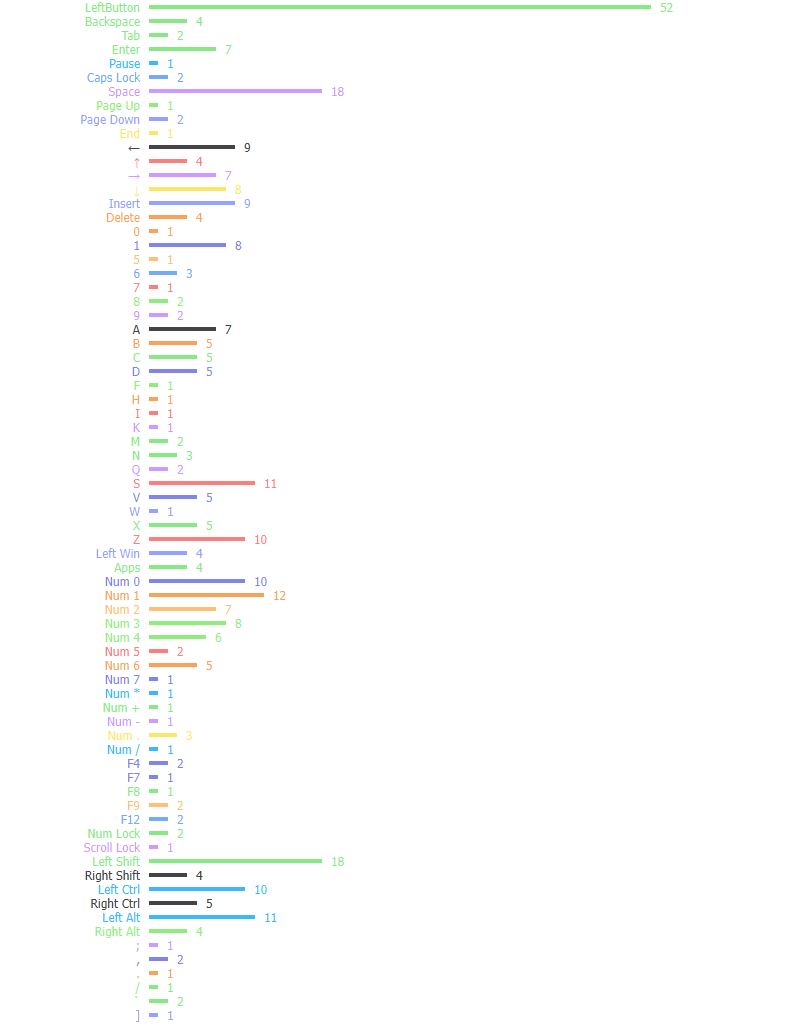 LeftButton 52
Backspace 4
Tab 2
Enter 7
Pause 1
Caps Lock 2
Space 18
Page Up 1
Page Down 2
End 1
← 9
↑ 4
→ 7
↓ 8
Insert 9
Delete 4
0 1
1 8
5 1
6 3
7 1
8 2
9 2
A 7
B 5
C 5
D 5
F 1
H 1
I 1
K 1
M 2
N 3
Q 2
S 11
V 5
W 1
X 5
Z 10
Left Win 4
Apps 4
Num 0 10
Num 1 12
Num 2 7
Num 3 8
Num 4 6
Num 5 2
Num 6 5
Num 7 1
Num * 1
Num + 1
Num - 1
Num . 3
Num / 1
F4 2
F7 1
F8 1
F9 2
F12 2
Num Lock 2
Scroll Lock 1
Left Shift 18
Right Shift 4
Left Ctrl 10
Right Ctrl 5
Left Alt 11
Right Alt 4
; 1
, 2
. 1
/ 1
` 2
] 1